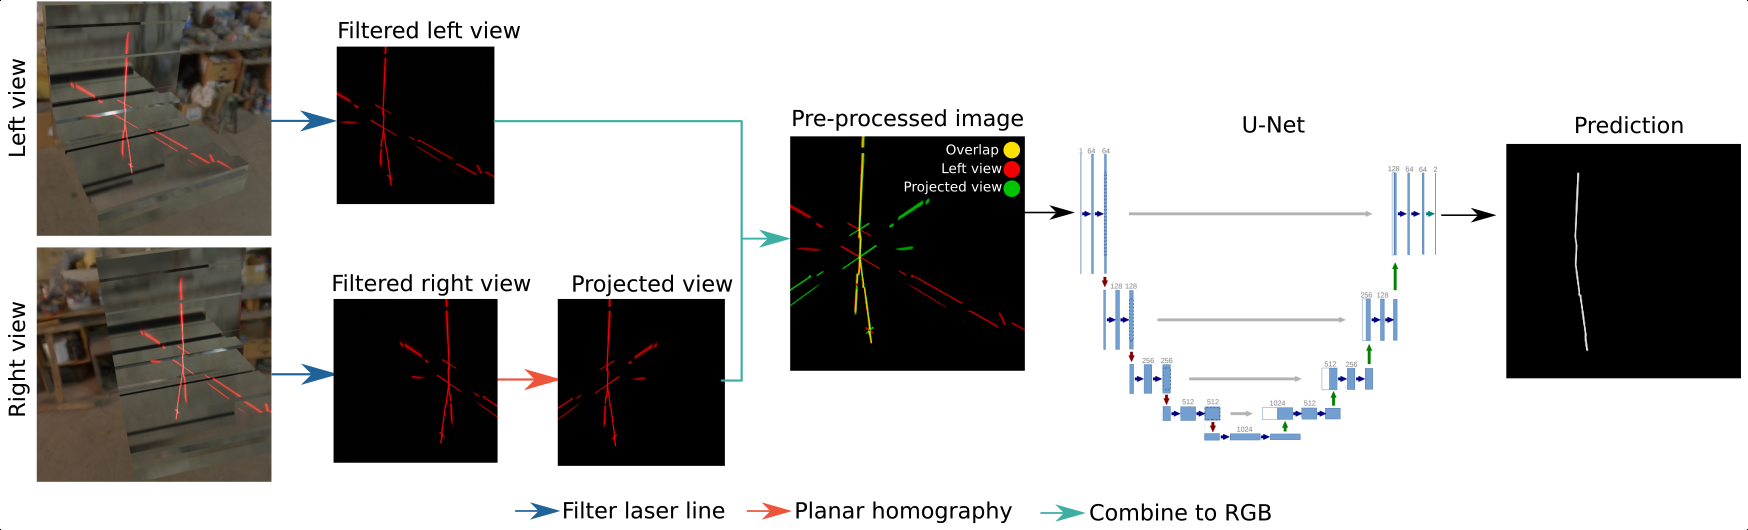 Left view
Filtered left view
Right view
Filtered right view
Projected view
Pre-processed image
Overlap
Left view
Projected view
U-Net
1 64 64
128 128
256 256
512 512
1024
1024 512
512 256
256 128
128 64 64 2
Prediction
Filter laser line
Planar homography
Combine to RGB